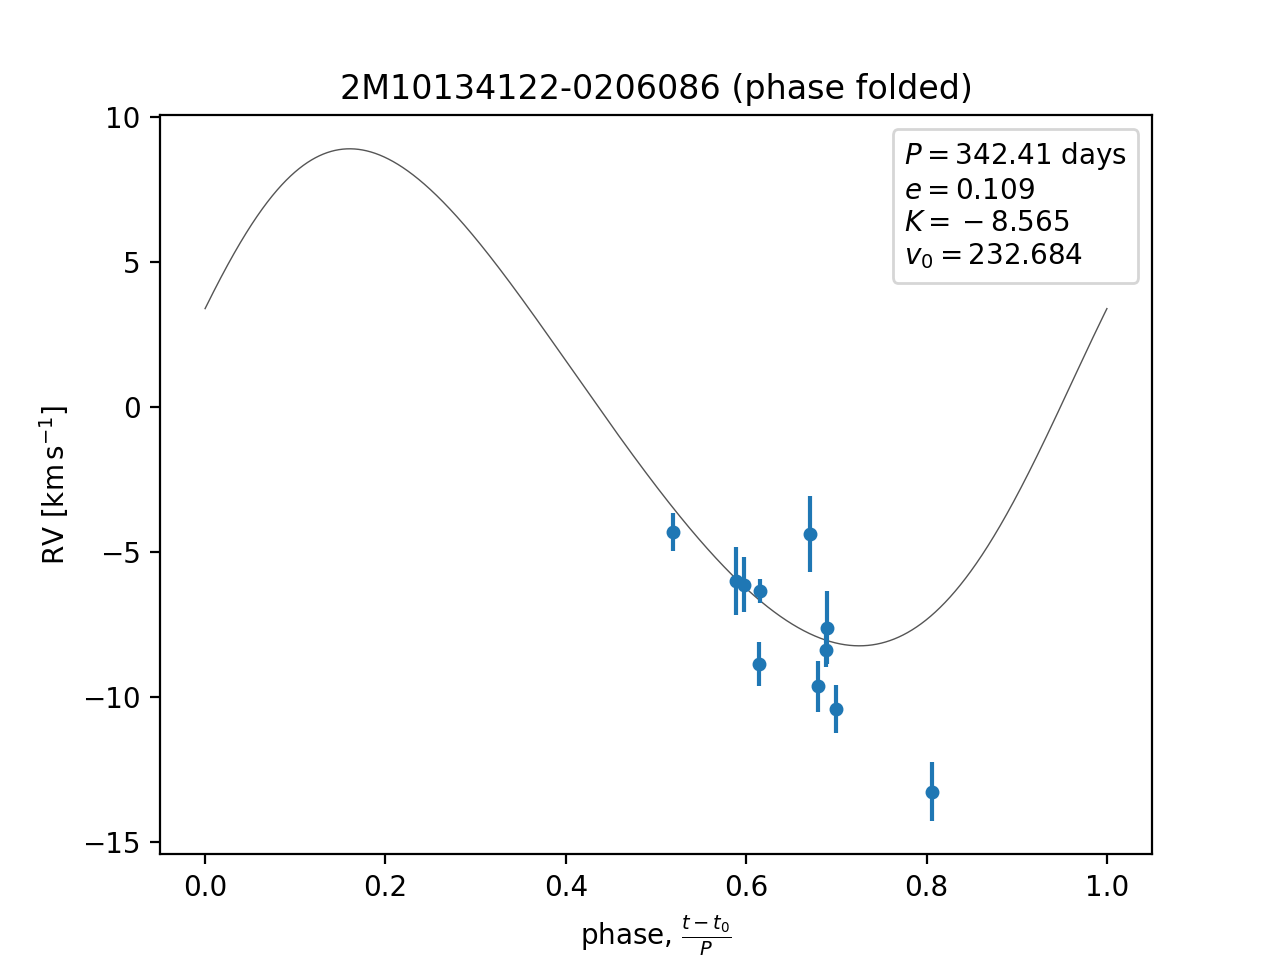 2M10134122-0206086 (phase folded)
P = 342.41 days
e = 0.109
K = −8.565
v₀ = 232.684
10
5
0
−5
−10
−15
RV [km s⁻¹]
0.0 0.2 0.4 0.6 0.8 1.0
phase, (t − t₀)/P